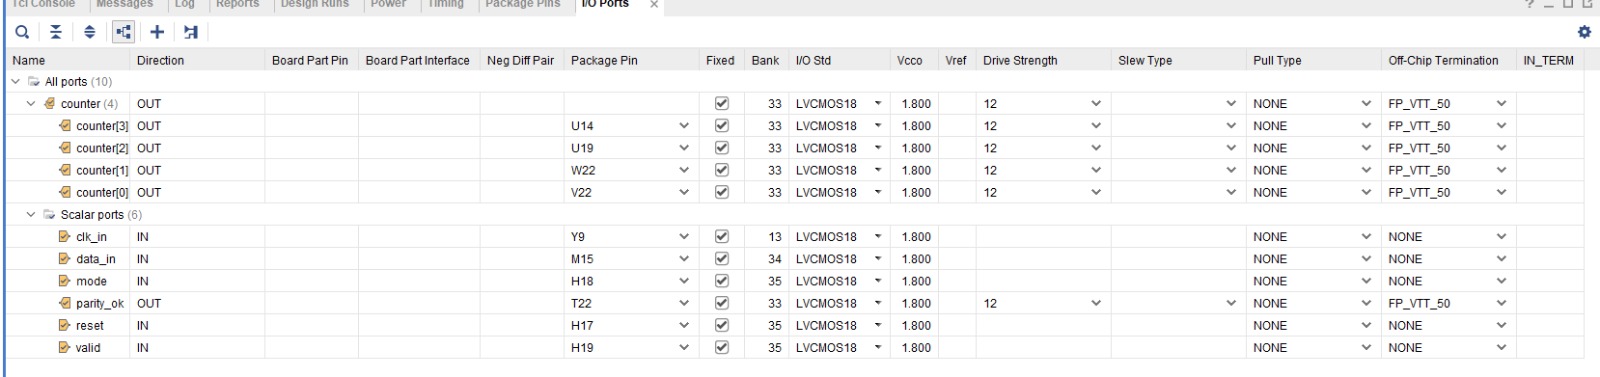 Tcl Console Messages Log Reports Design Runs Power Timing Package Pins I/O Ports × ?
Name Direction Board Part Pin Board Part Interface Neg Diff Pair Package Pin Fixed Bank I/O Std Vcco Vref Drive Strength Slew Type Pull Type Off-Chip Termination IN_TERM
All ports (10)
counter (4) OUT 33 LVCMOS18 1.800 12 NONE FP_VTT_50
counter[3] OUT U14 33 LVCMOS18 1.800 12 NONE FP_VTT_50
counter[2] OUT U19 33 LVCMOS18 1.800 12 NONE FP_VTT_50
counter[1] OUT W22 33 LVCMOS18 1.800 12 NONE FP_VTT_50
counter[0] OUT V22 33 LVCMOS18 1.800 12 NONE FP_VTT_50
Scalar ports (6)
clk_in IN Y9 13 LVCMOS18 1.800 NONE NONE
data_in IN M15 34 LVCMOS18 1.800 NONE NONE
mode IN H18 35 LVCMOS18 1.800 NONE NONE
parity_ok OUT T22 33 LVCMOS18 1.800 12 NONE FP_VTT_50
reset IN H17 35 LVCMOS18 1.800 NONE NONE
valid IN H19 35 LVCMOS18 1.800 NONE NONE